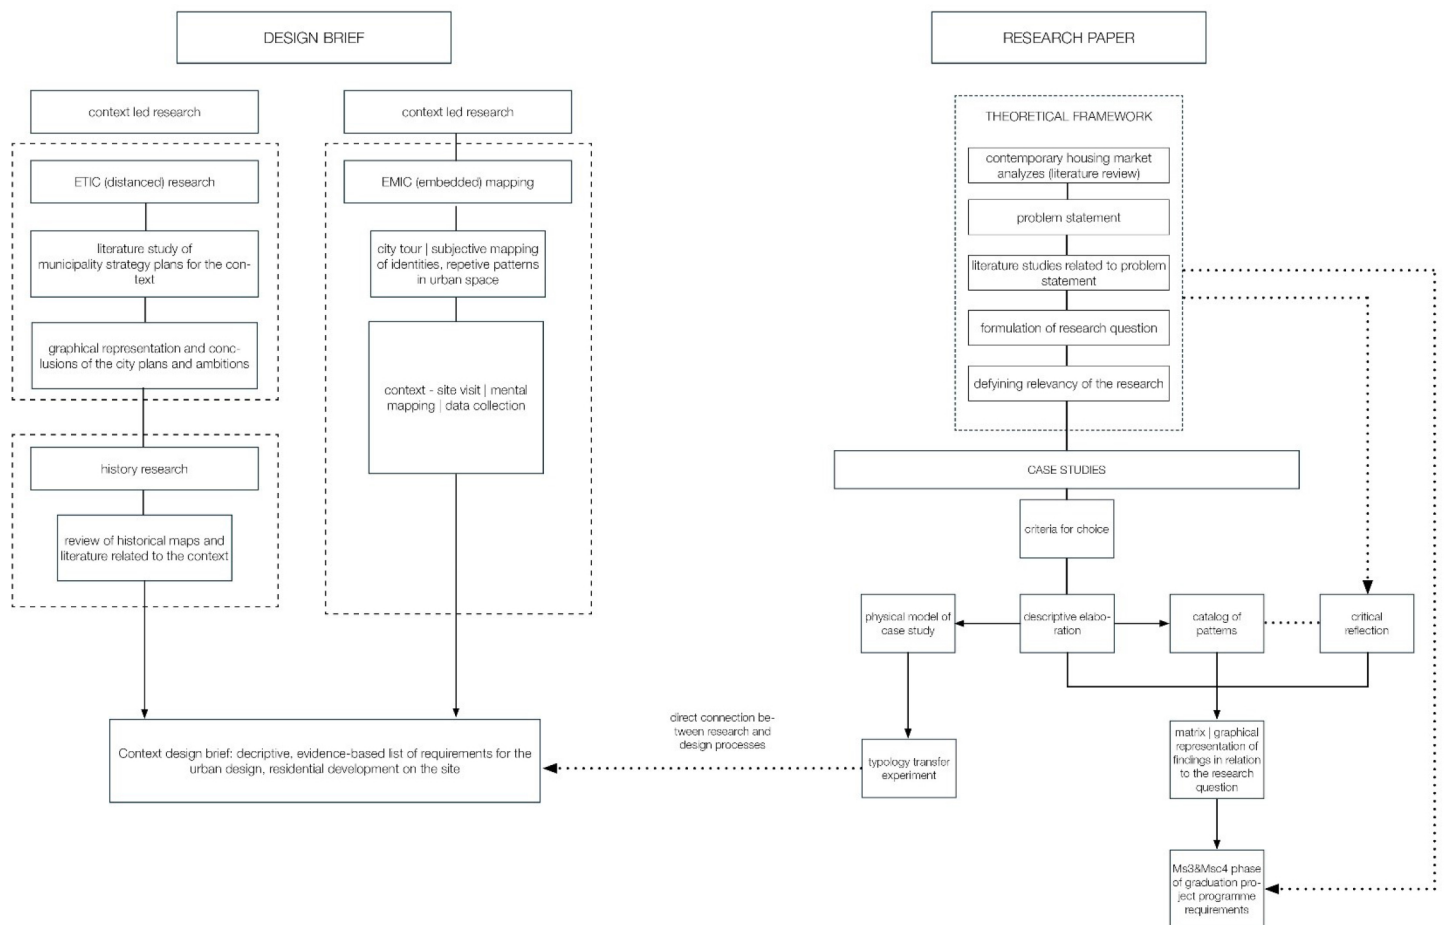 DESIGN BRIEF
context led research
ETIC (distanced) research
literature study of
municipality strategy plans for the con-
text
graphical representation and conc-
lusions of the city plans and ambitions
history research
review of historical maps and
literature related to the context
context led research
EMIC (embedded) mapping
city tour | subjective mapping
of identities, repetive patterns
in urban space
context - site visit | mental
mapping | data collection
Context design brief: decriptive, evidence-based list of requirements for the
urban design, residential development on the site
RESEARCH PAPER
THEORETICAL FRAMEWORK
contemporary housing market
analyzes (literature review)
problem statement
literature studies related to problem
statement
formulation of research question
defyining relevancy of the research
CASE STUDIES
criteria for choice
physical model of
case study
descriptive elabo-
ration
catalog of
patterns
critical
reflection
direct connection be-
tween research and
design processes
typology transfer
experiment
matrix | graphical
representation of
findings in relation
to the research
question
Ms3&Msc4 phase
of graduation pro-
ject programme
requirements